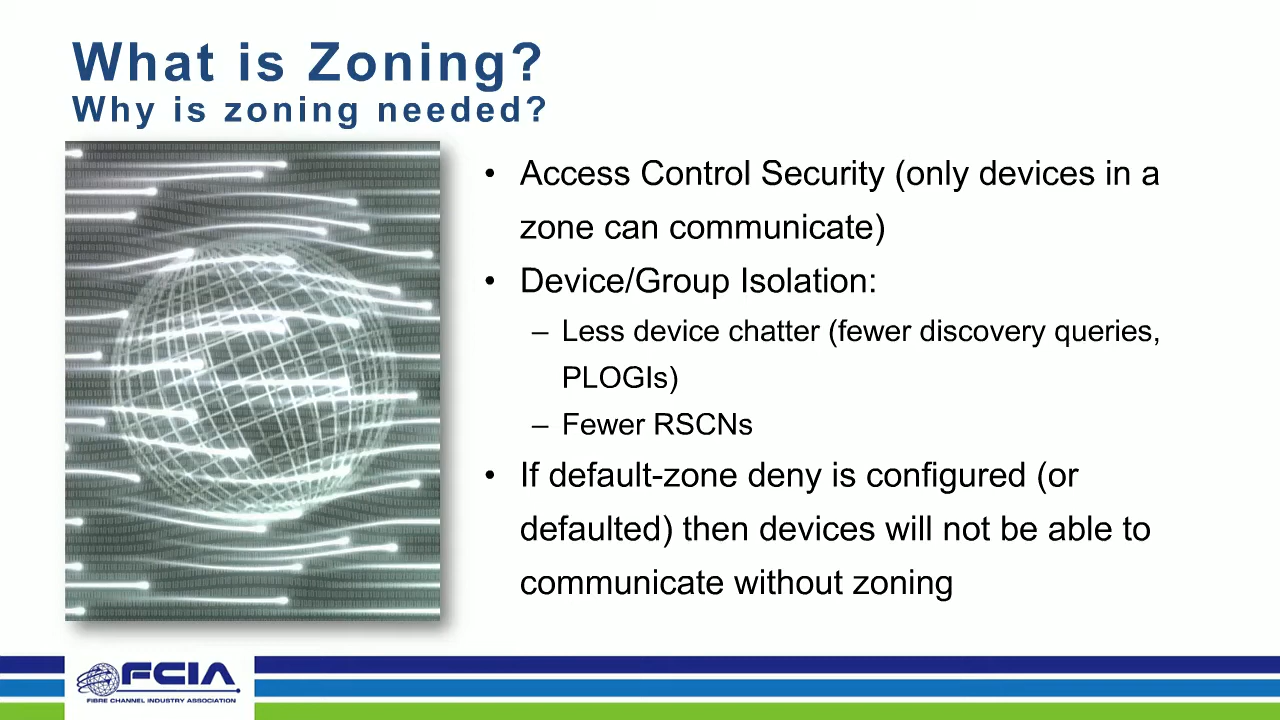 What is Zoning?
Why is zoning needed?
• Access Control Security (only devices in a
zone can communicate)
• Device/Group Isolation:
– Less device chatter (fewer discovery queries,
PLOGIs)
– Fewer RSCNs
• If default-zone deny is configured (or
defaulted) then devices will not be able to
communicate without zoning
FCIA
FIBRE CHANNEL INDUSTRY ASSOCIATION